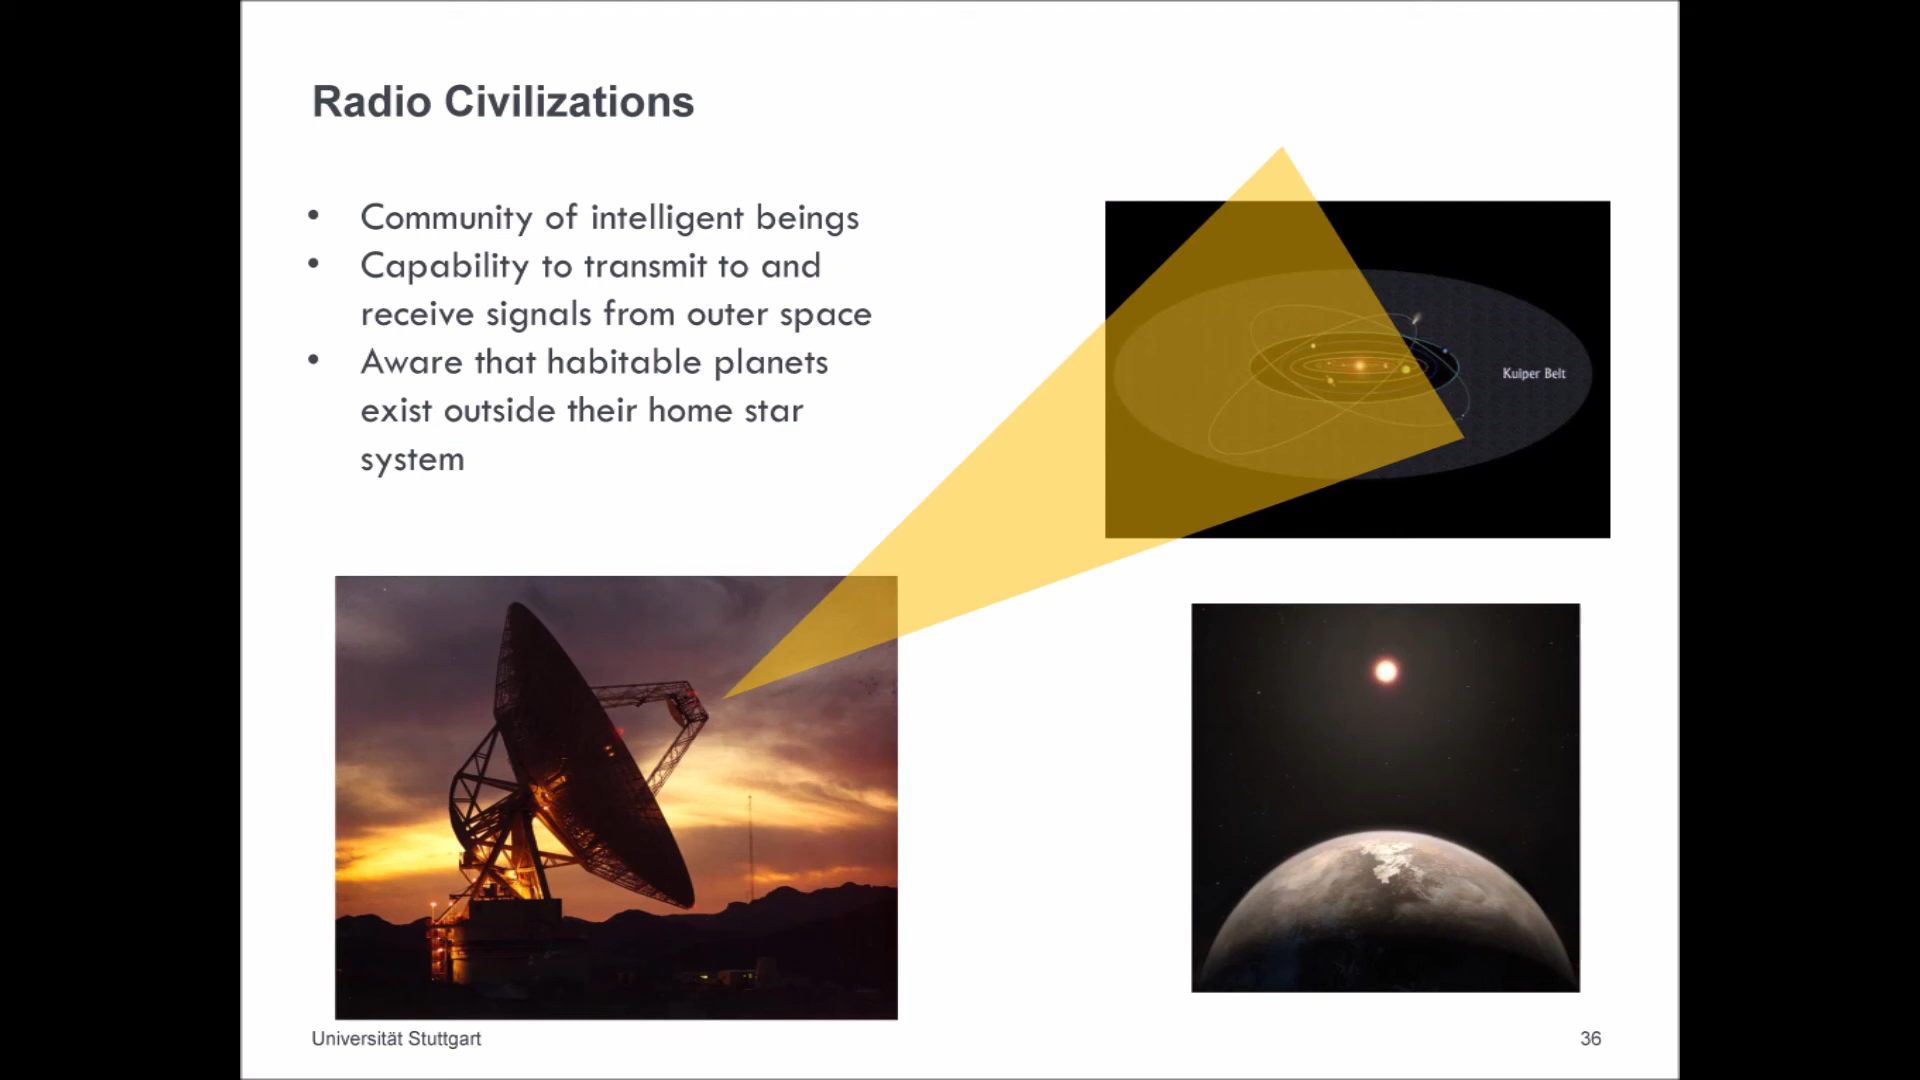 Radio Civilizations
• Community of intelligent beings
• Capability to transmit to and
receive signals from outer space
• Aware that habitable planets
exist outside their home star
system
Kuiper Belt
Universität Stuttgart
36